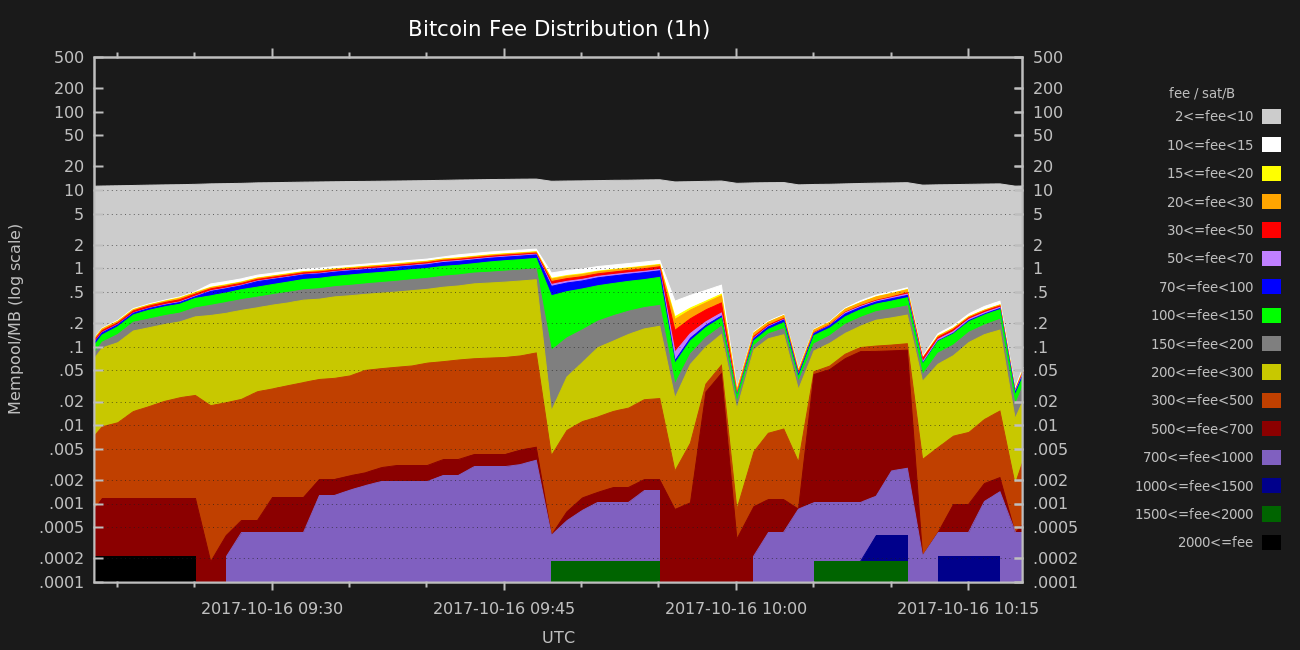 Bitcoin Fee Distribution (1h)
500
200
100
50
20
10
5
2
1
.5
.2
.1
.05
.02
.01
.005
.002
.001
.0005
.0002
.0001
Mempool/MB (log scale)
500
200
100
50
20
10
5
2
1
.5
.2
.1
.05
.02
.01
.005
.002
.001
.0005
.0002
.0001
2017-10-16 09:30
2017-10-16 09:45
2017-10-16 10:00
2017-10-16 10:15
UTC
fee / sat/B
2<=fee<10
10<=fee<15
15<=fee<20
20<=fee<30
30<=fee<50
50<=fee<70
70<=fee<100
100<=fee<150
150<=fee<200
200<=fee<300
300<=fee<500
500<=fee<700
700<=fee<1000
1000<=fee<1500
1500<=fee<2000
2000<=fee